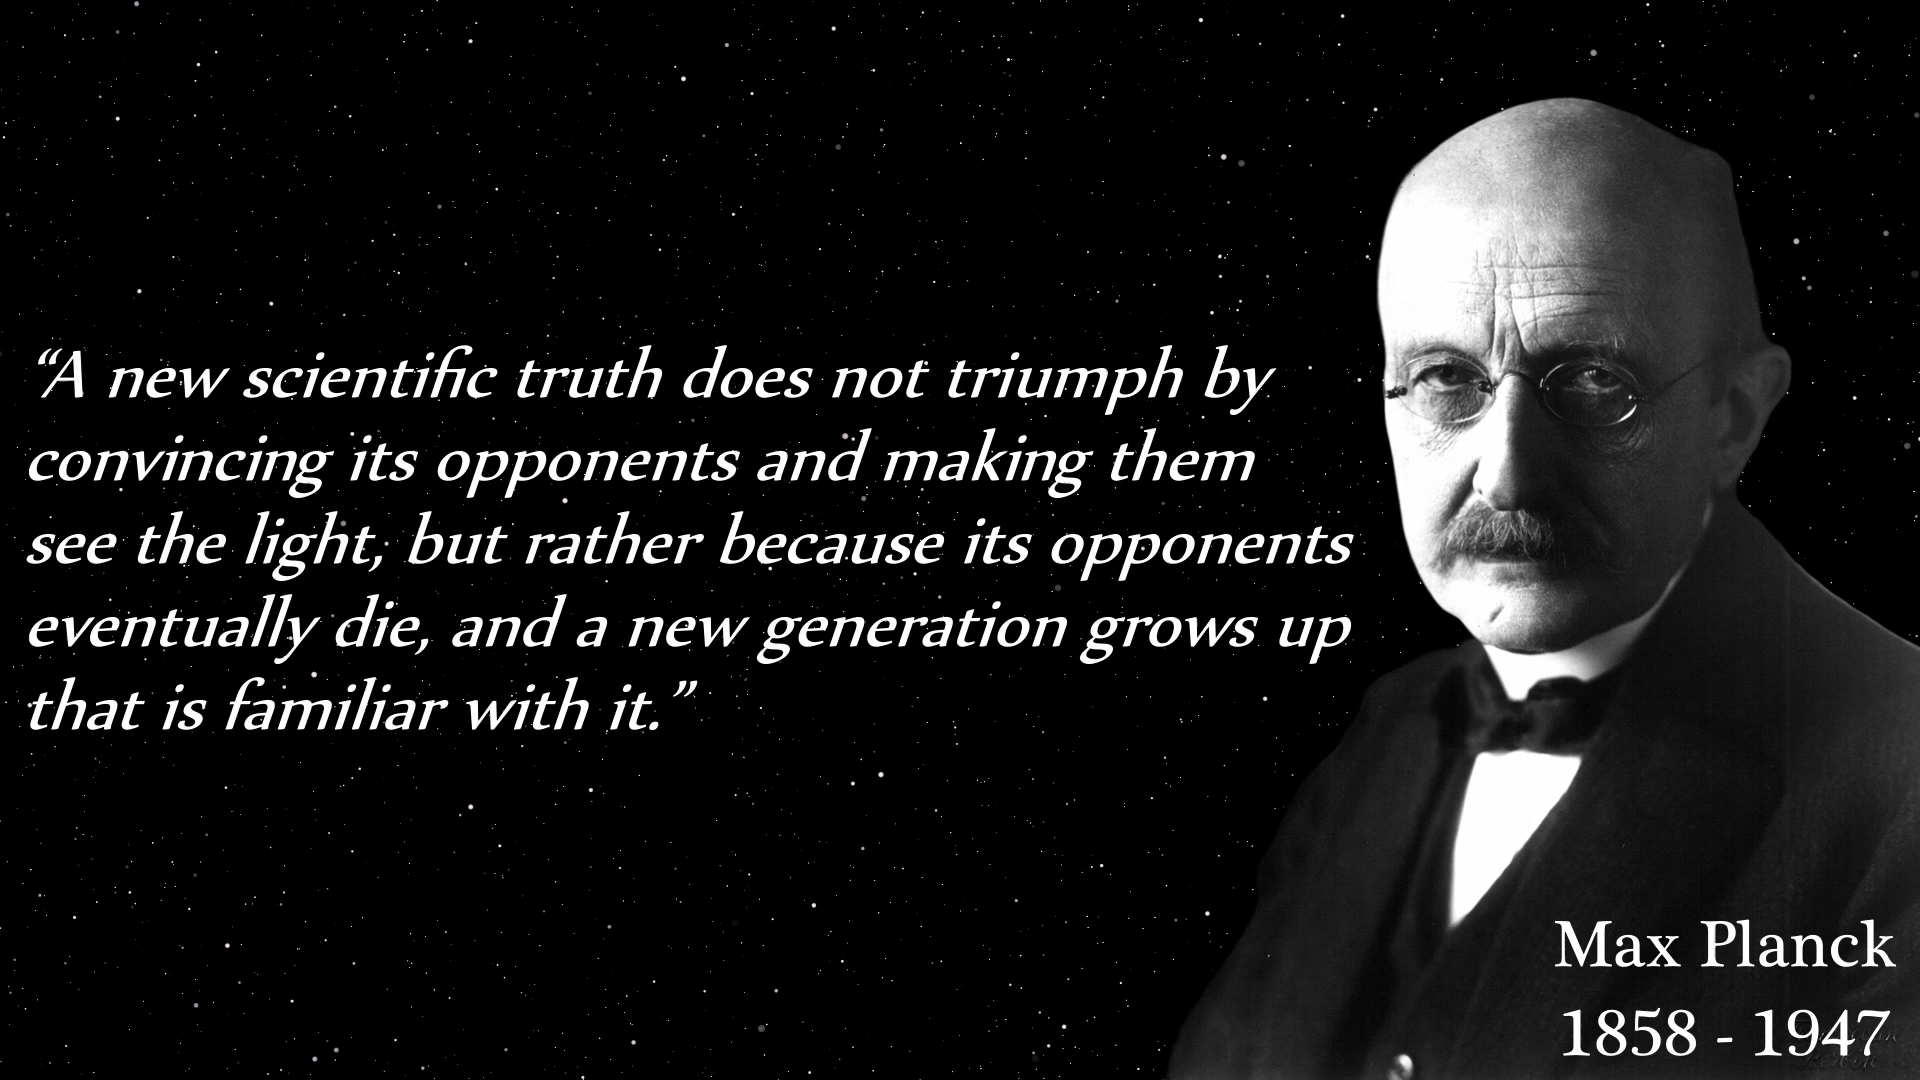 “A new scientific truth does not triumph by
convincing its opponents and making them
see the light, but rather because its opponents
eventually die, and a new generation grows up
that is familiar with it.”
Max Planck
1858 - 1947